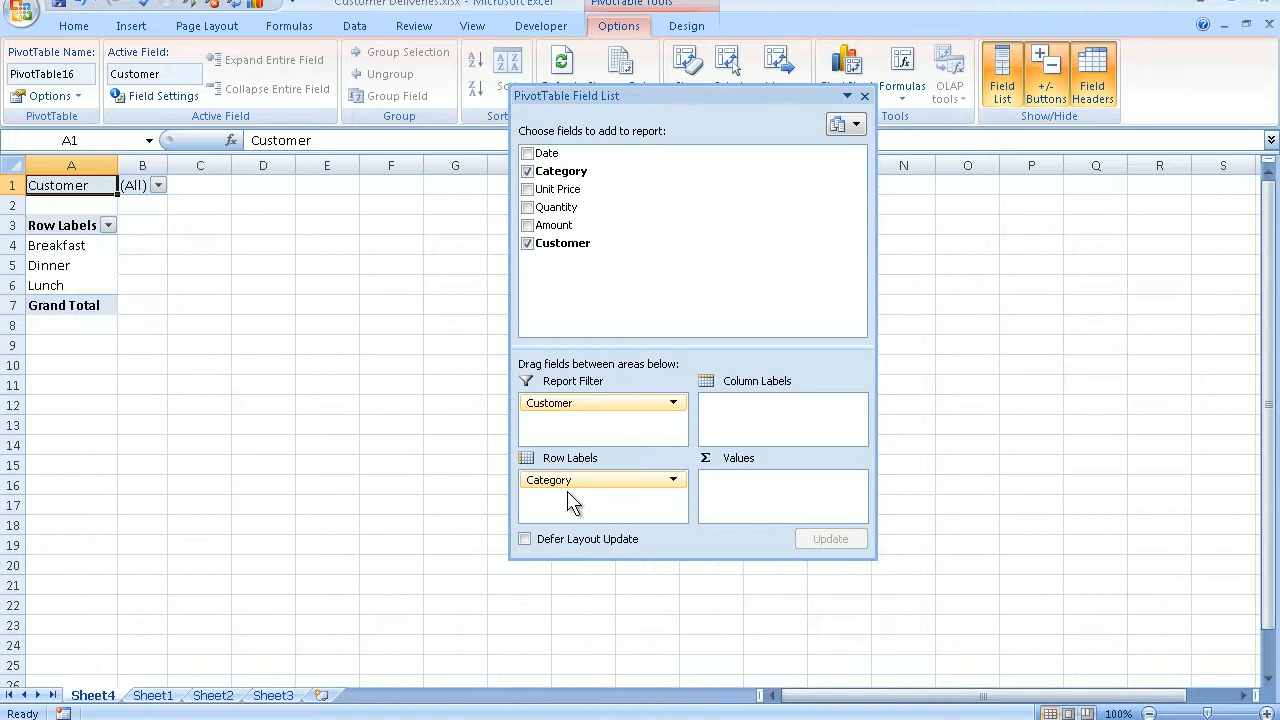 Customer Deliveries.xlsx - Microsoft Excel
PivotTable Tools
Home Insert Page Layout Formulas Data Review View Developer Options Design
PivotTable Name:
PivotTable16
Options
PivotTable
Active Field:
Customer
Field Settings
Expand Entire Field
Collapse Entire Field
Active Field
Group Selection
Ungroup
Group Field
Group
Formulas
OLAP
tools
Tools
Field
List
+/-
Buttons
Field
Headers
Show/Hide
A1
fx
Customer
A B C D E F G N O P Q R S
1 Customer (All)
2
3 Row Labels
4 Breakfast
5 Dinner
6 Lunch
7 Grand Total
8
9
10
11
12
13
14
15
16
17
18
19
20
21
22
23
24
25
26
PivotTable Field List
Choose fields to add to report:
Date
Category
Unit Price
Quantity
Amount
Customer
Drag fields between areas below:
Report Filter
Column Labels
Customer
Row Labels
Σ Values
Category
Defer Layout Update
Update
Sheet4 Sheet1 Sheet2 Sheet3
Ready
100%